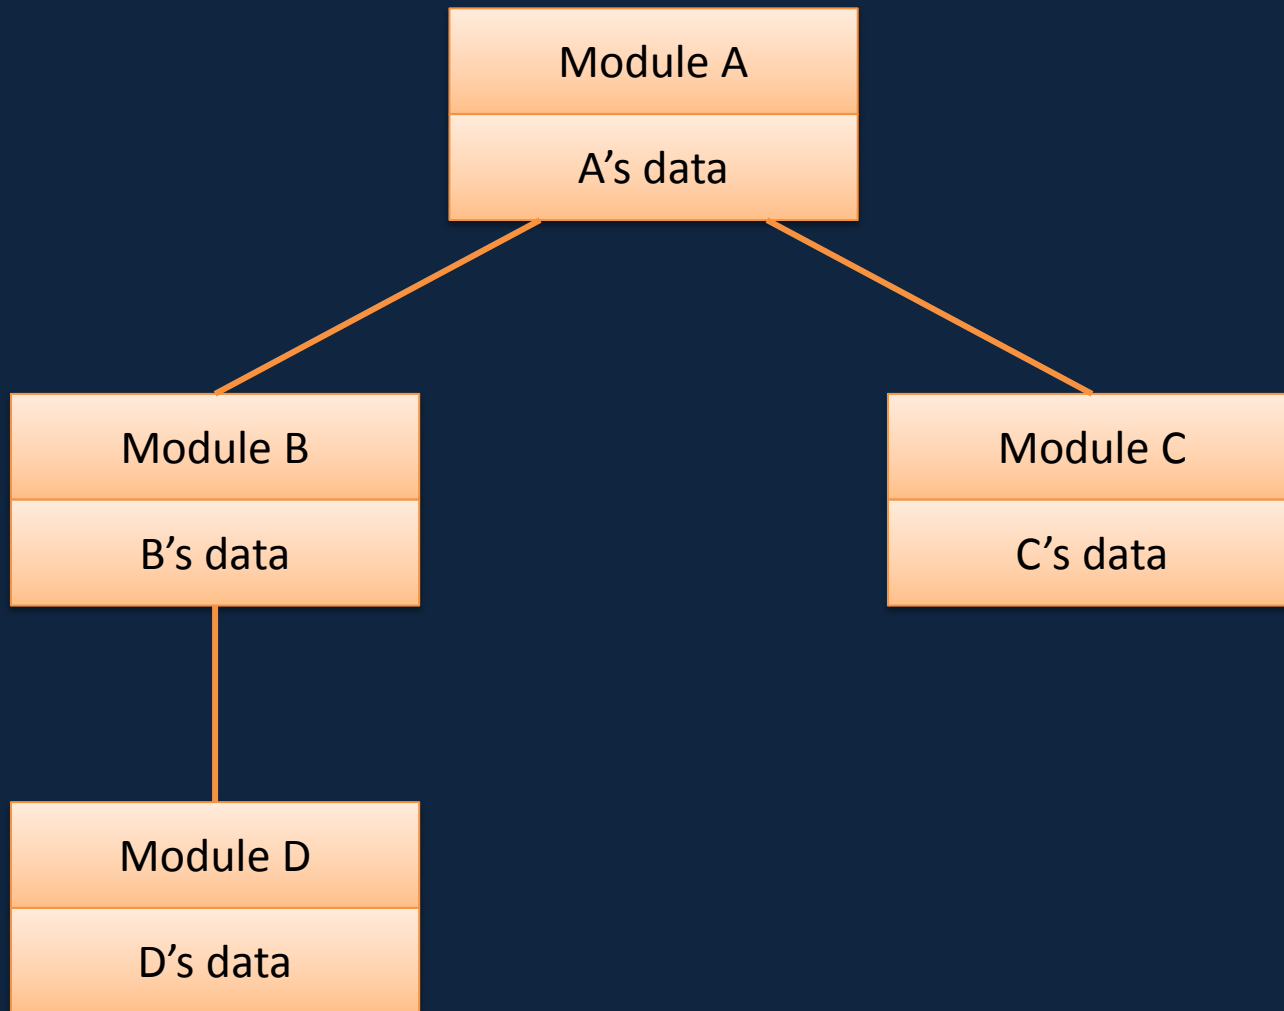 Module A
A’s data
Module B
Module C
B’s data
C’s data
Module D
D’s data